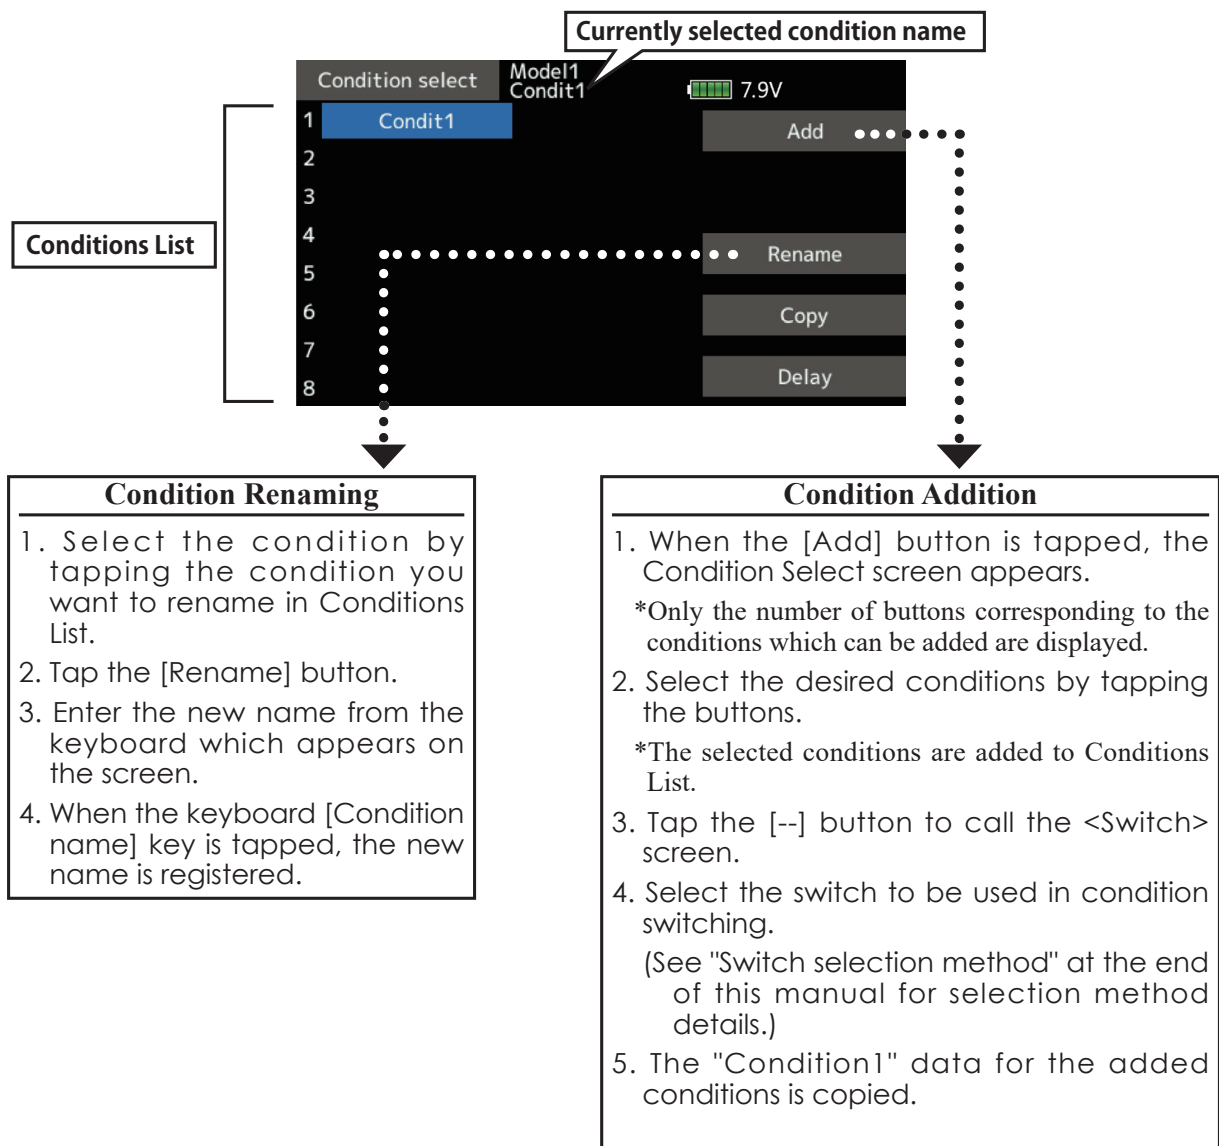 Currently selected condition name
Condition select
Model1
Condit1
7.9V
1
Condit1
Add
2
3
Conditions List
4
Rename
5
6
Copy
7
Delay
8
Condition Renaming
1. Select the condition by
tapping the condition you
want to rename in Conditions
List.
2. Tap the [Rename] button.
3. Enter the new name from the
keyboard which appears on
the screen.
4. When the keyboard [Condition
name] key is tapped, the new
name is registered.
Condition Addition
1. When the [Add] button is tapped, the
Condition Select screen appears.
*Only the number of buttons corresponding to the
conditions which can be added are displayed.
2. Select the desired conditions by tapping
the buttons.
*The selected conditions are added to Conditions
List.
3. Tap the [--] button to call the <Switch>
screen.
4. Select the switch to be used in condition
switching.
(See "Switch selection method" at the end
of this manual for selection method
details.)
5. The "Condition1" data for the added
conditions is copied.